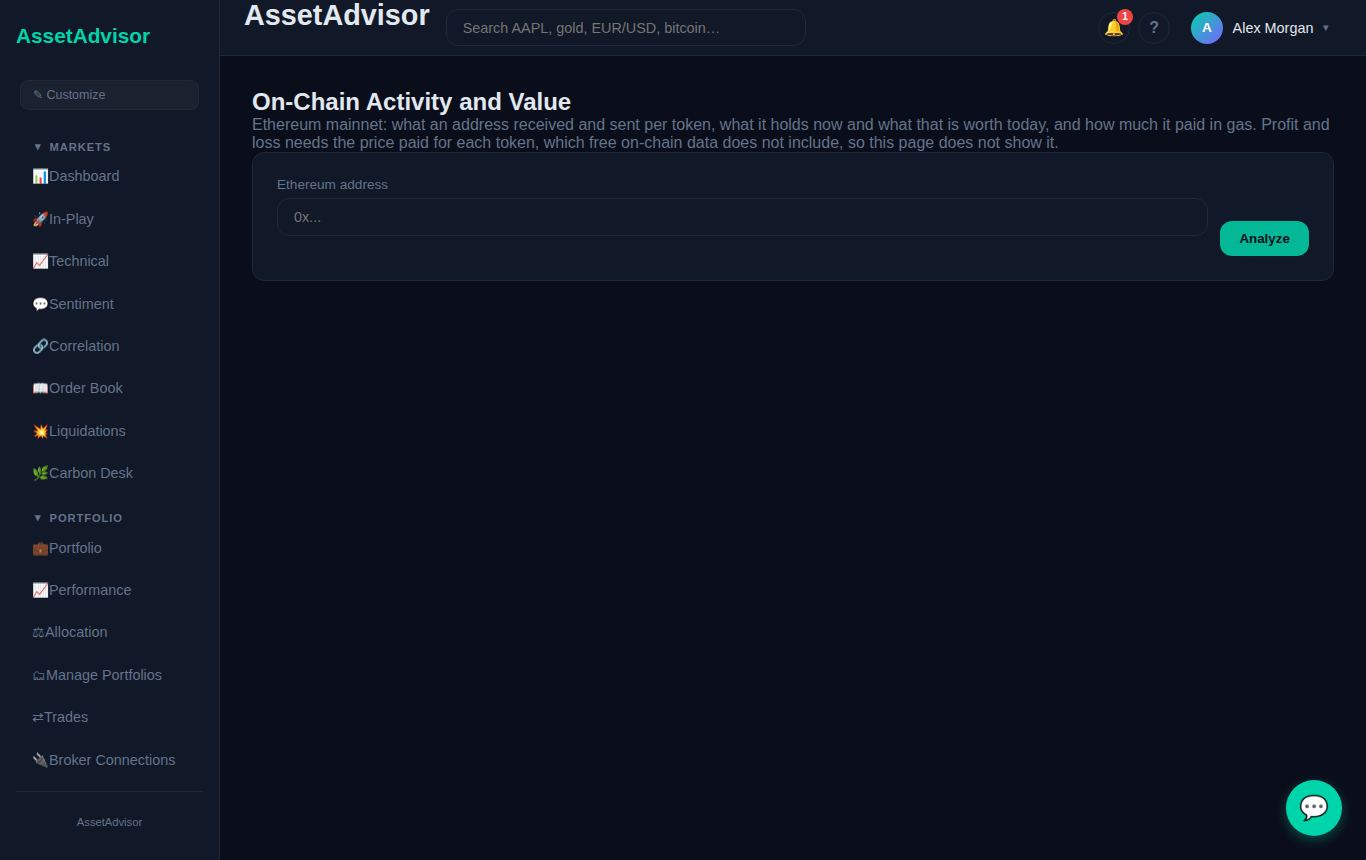 AssetAdvisor
✎ Customize
▼ MARKETS
📊Dashboard
🚀In-Play
📈Technical
💬Sentiment
🔗Correlation
📖Order Book
💥Liquidations
🌿Carbon Desk
▼ PORTFOLIO
💼Portfolio
📈Performance
⚖Allocation
🗂Manage Portfolios
⇄Trades
🔌Broker Connections
AssetAdvisor
AssetAdvisor
Search AAPL, gold, EUR/USD, bitcoin…
🔔 1
?
A
Alex Morgan ▾
On-Chain Activity and Value
Ethereum mainnet: what an address received and sent per token, what it holds now and what that is worth today, and how much it paid in gas. Profit and
loss needs the price paid for each token, which free on-chain data does not include, so this page does not show it.
Ethereum address
0x...
Analyze
💬